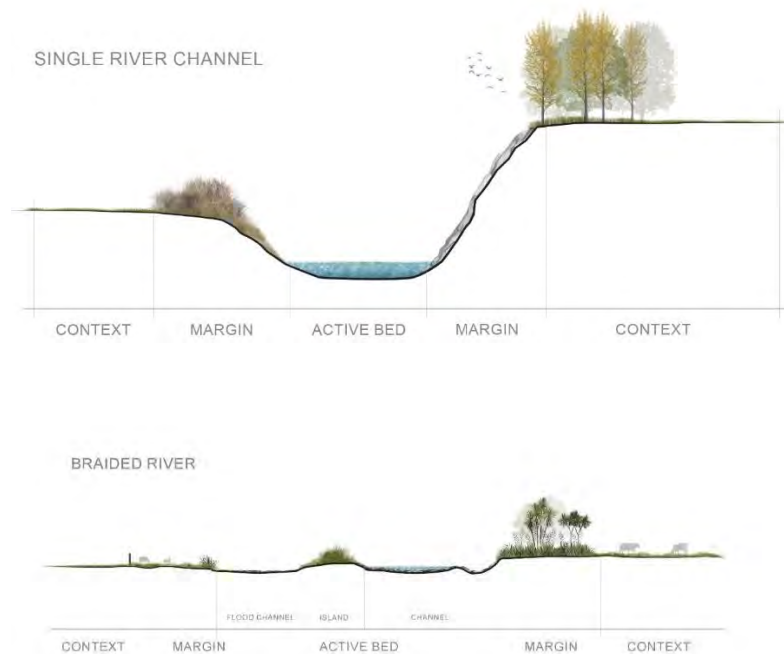 SINGLE RIVER CHANNEL
CONTEXT MARGIN ACTIVE BED MARGIN CONTEXT
BRAIDED RIVER
FLOOD CHANNEL ISLAND CHANNEL
CONTEXT MARGIN ACTIVE BED MARGIN CONTEXT